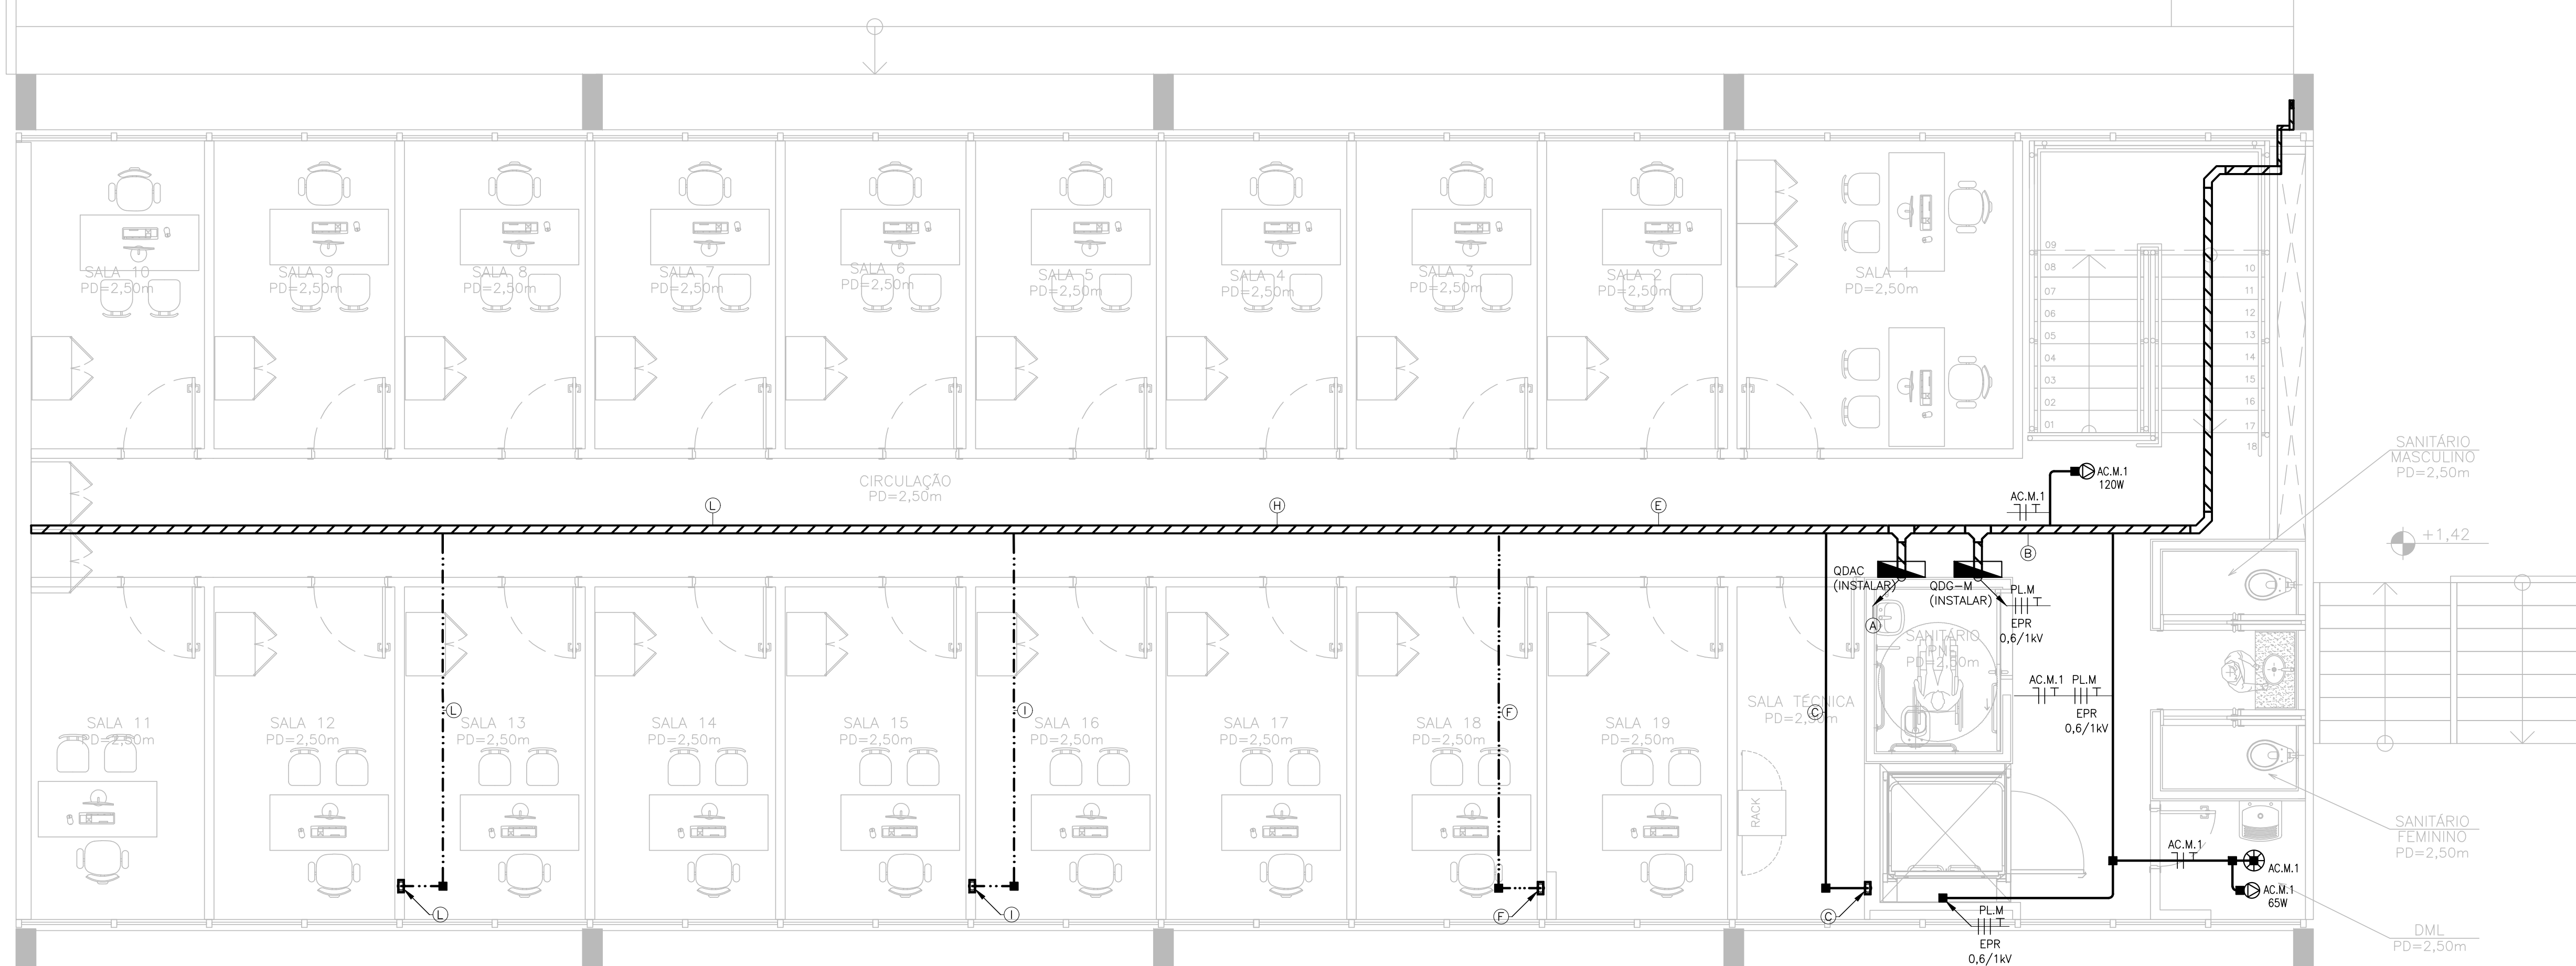 SALA 10
PD=2,50m
SALA 9
PD=2,50m
SALA 8
PD=2,50m
SALA 7
PD=2,50m
SALA 6
PD=2,50m
SALA 5
PD=2,50m
SALA 4
PD=2,50m
SALA 3
PD=2,50m
SALA 2
PD=2,50m
SALA 1
PD=2,50m
09
08
07
06
05
04
03
02
01
10
11
12
13
14
15
16
17
18
SANITÁRIO
MASCULINO
PD=2,50m
CIRCULAÇÃO
PD=2,50m
AC.M.1
120W
AC.M.1
L
H
E
B
+1,42
QDAC
(INSTALAR)
QDG-M
(INSTALAR)
PL.M
EPR
0,6/1kV
A
SANITÁRIO
PNE
PD=2,50m
AC.M.1 PL.M
EPR
0,6/1kV
SALA 11
PD=2,50m
SALA 12
PD=2,50m
SALA 13
PD=2,50m
L
SALA 14
PD=2,50m
SALA 15
PD=2,50m
I
SALA 16
PD=2,50m
SALA 17
PD=2,50m
SALA 18
PD=2,50m
F
SALA 19
PD=2,50m
SALA TÉCNICA
PD=2,50m
C
RACK
SANITÁRIO
FEMININO
PD=2,50m
AC.M.1
AC.M.1
AC.M.1
65W
L
I
F
C
PL.M
EPR
0,6/1kV
DML
PD=2,50m